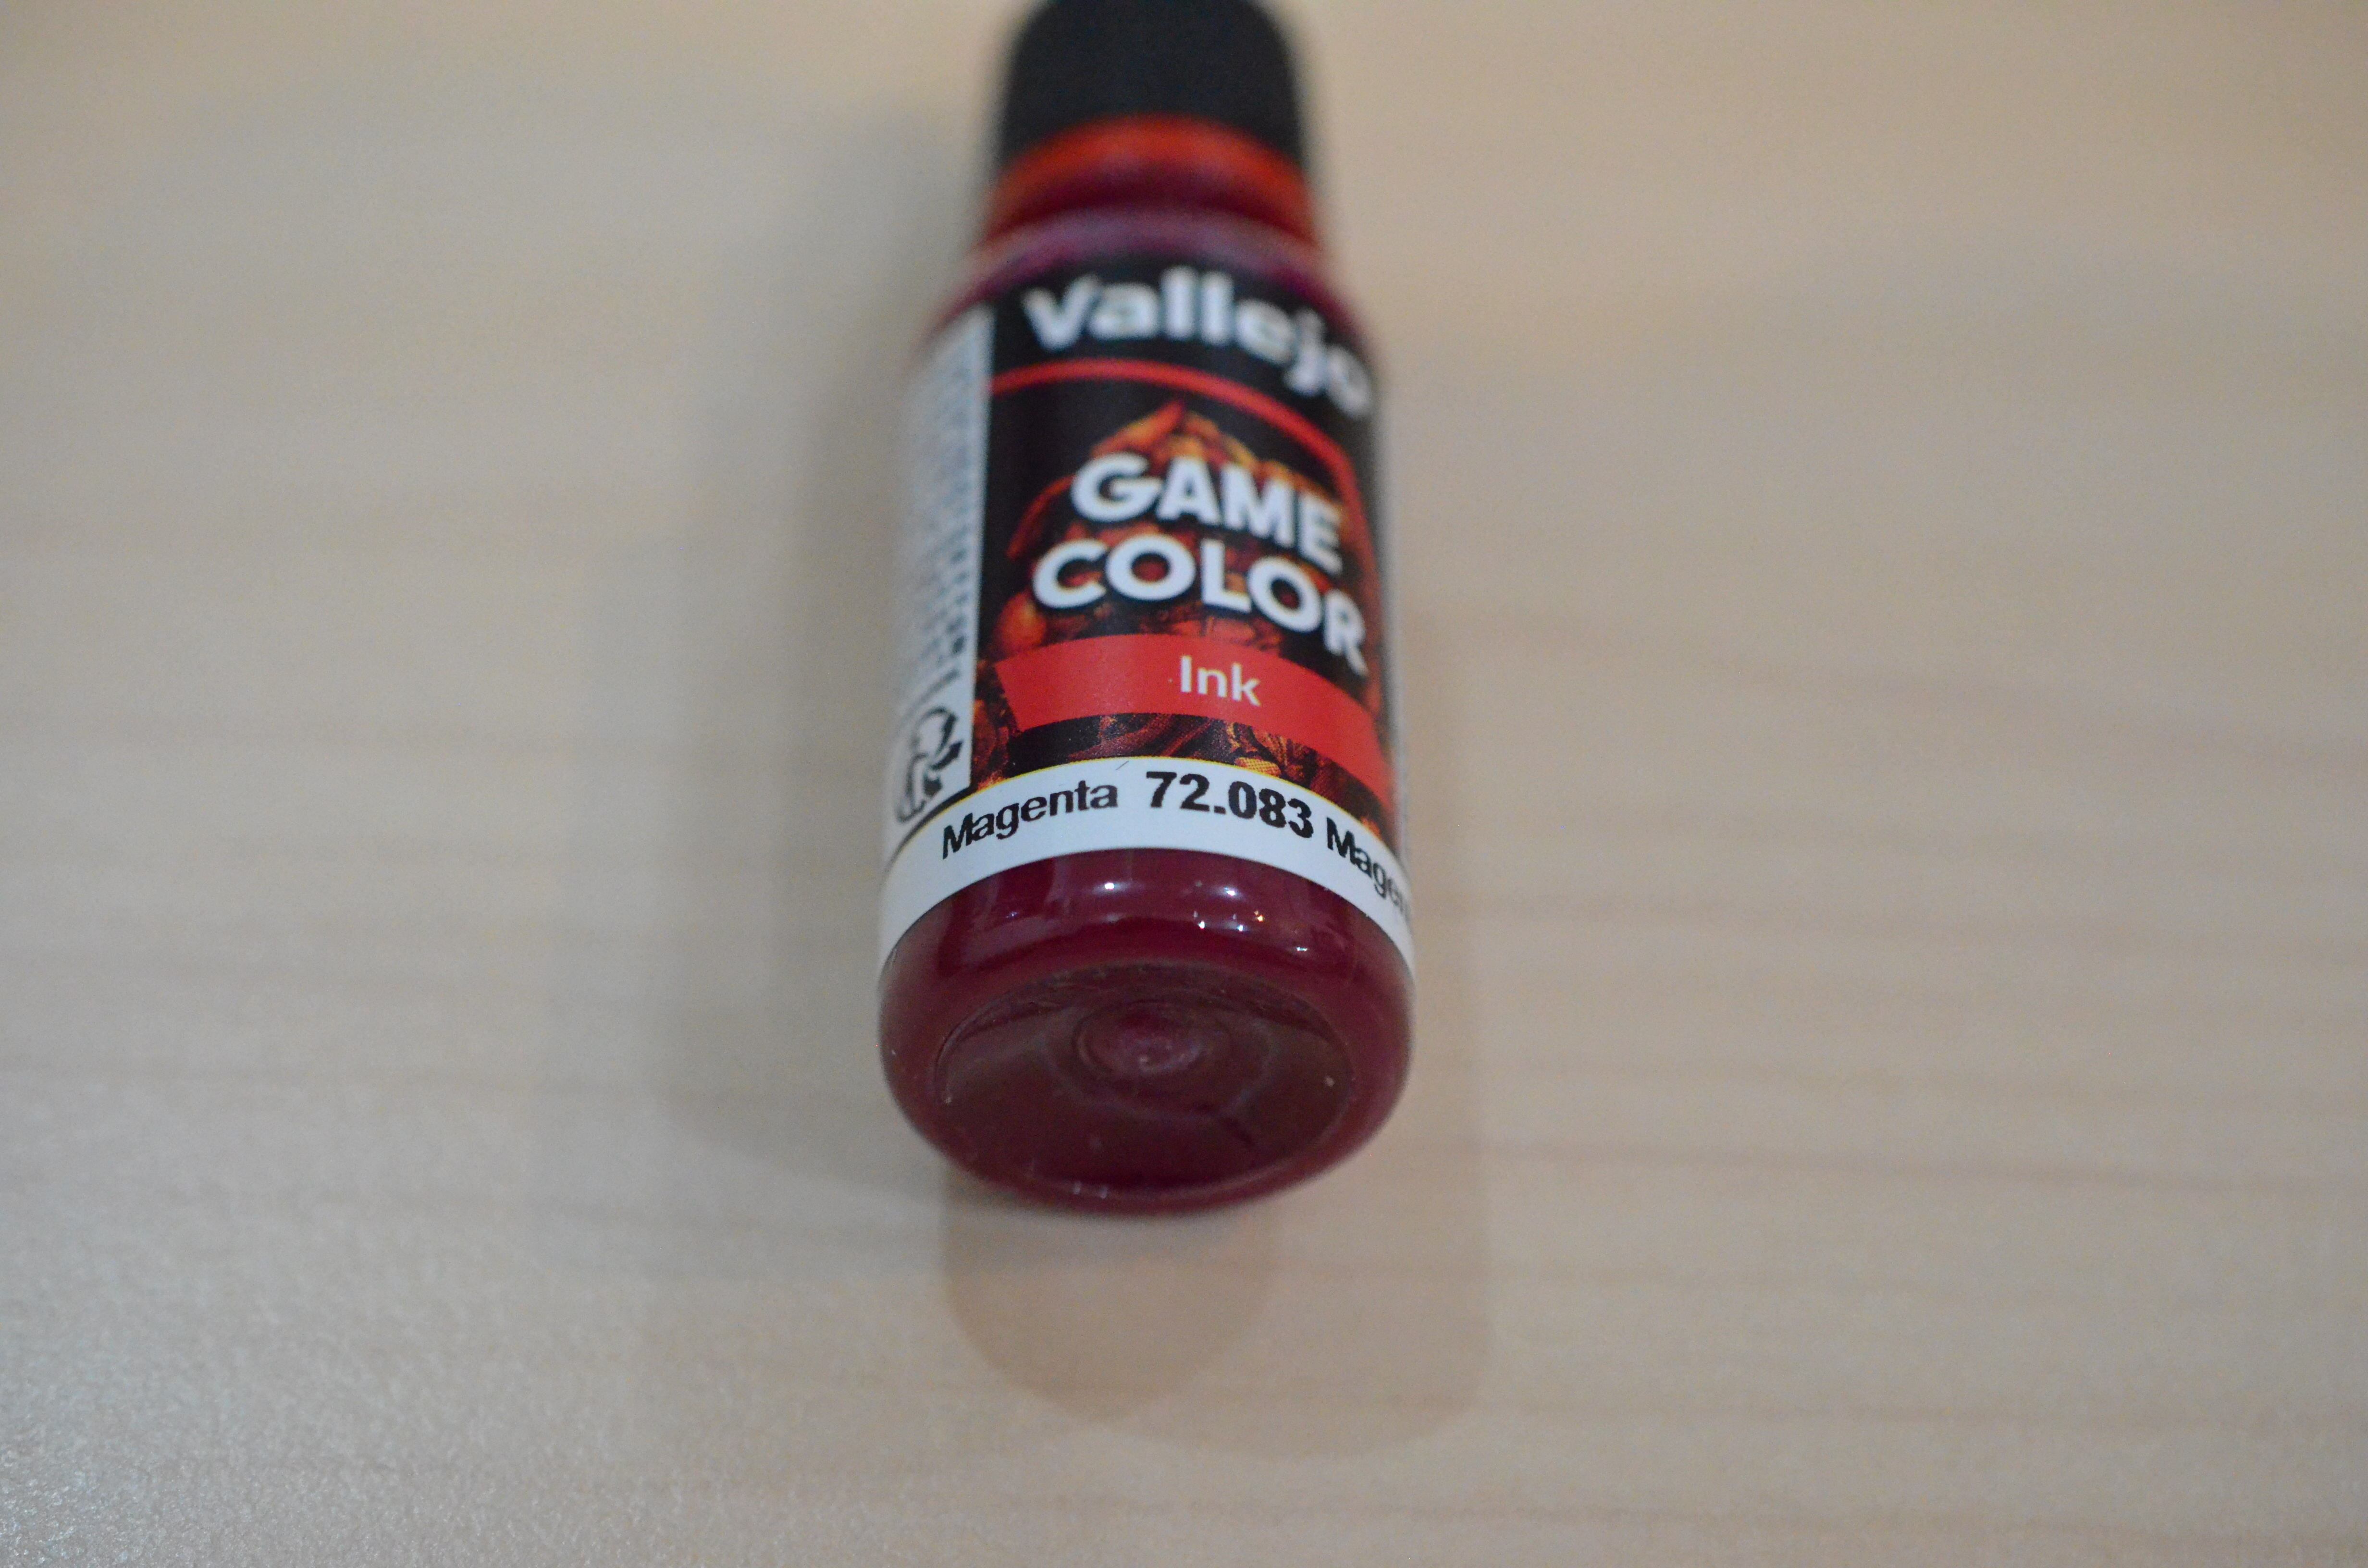 vallejo
GAME
COLOR
Ink
Magenta 72.083